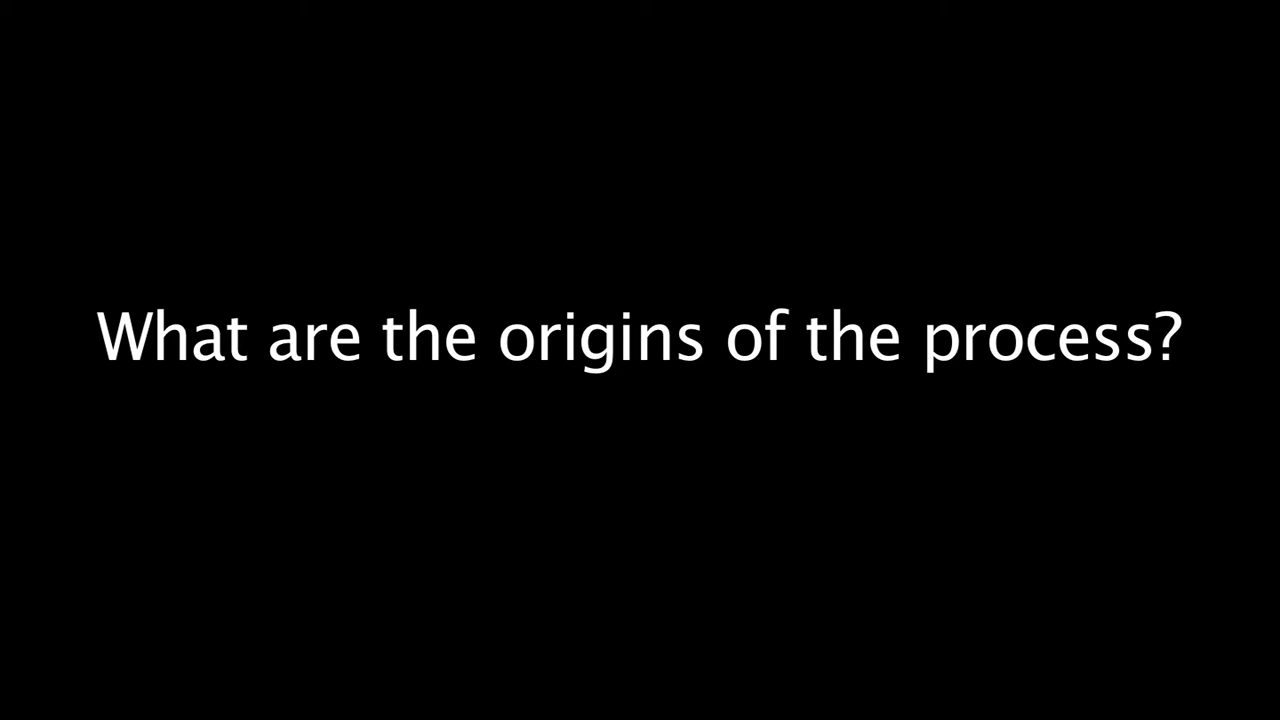 What are the origins of the process?